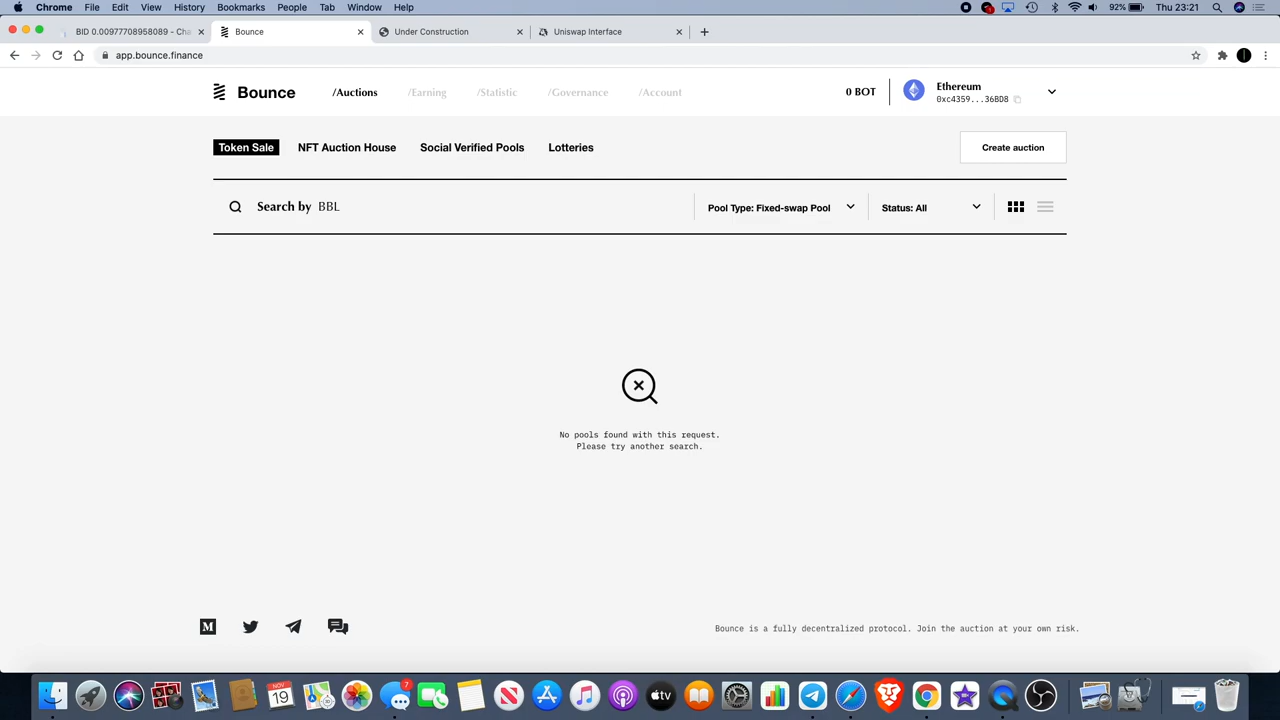 Chrome File Edit View History Bookmarks People Tab Window Help 92% Thu 23:21
BID 0.00977708958089 - Cha Bounce Under Construction Uniswap Interface
app.bounce.finance
Bounce /Auctions /Earning /Statistic /Governance /Account 0 BOT Ethereum
0xc4359...36BD8
Token Sale NFT Auction House Social Verified Pools Lotteries Create auction
Search by BBL Pool Type: Fixed-swap Pool Status: All
No pools found with this request.
Please try another search.
M
Bounce is a fully decentralized protocol. Join the auction at your own risk.
NOV 19 7 tv